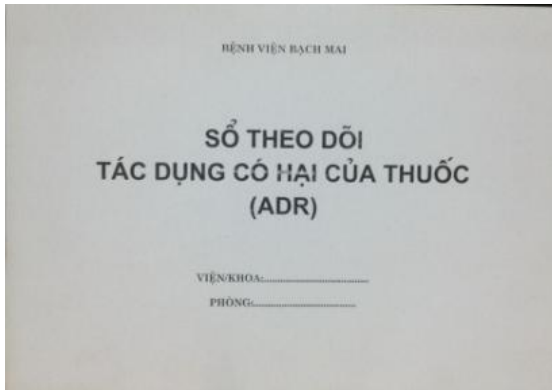 BỆNH VIỆN BẠCH MAI
SỔ THEO DÕI
TÁC DỤNG CÓ HẠI CỦA THUỐC
(ADR)
VIỆN/KHOA:........................................
PHÒNG:........................................